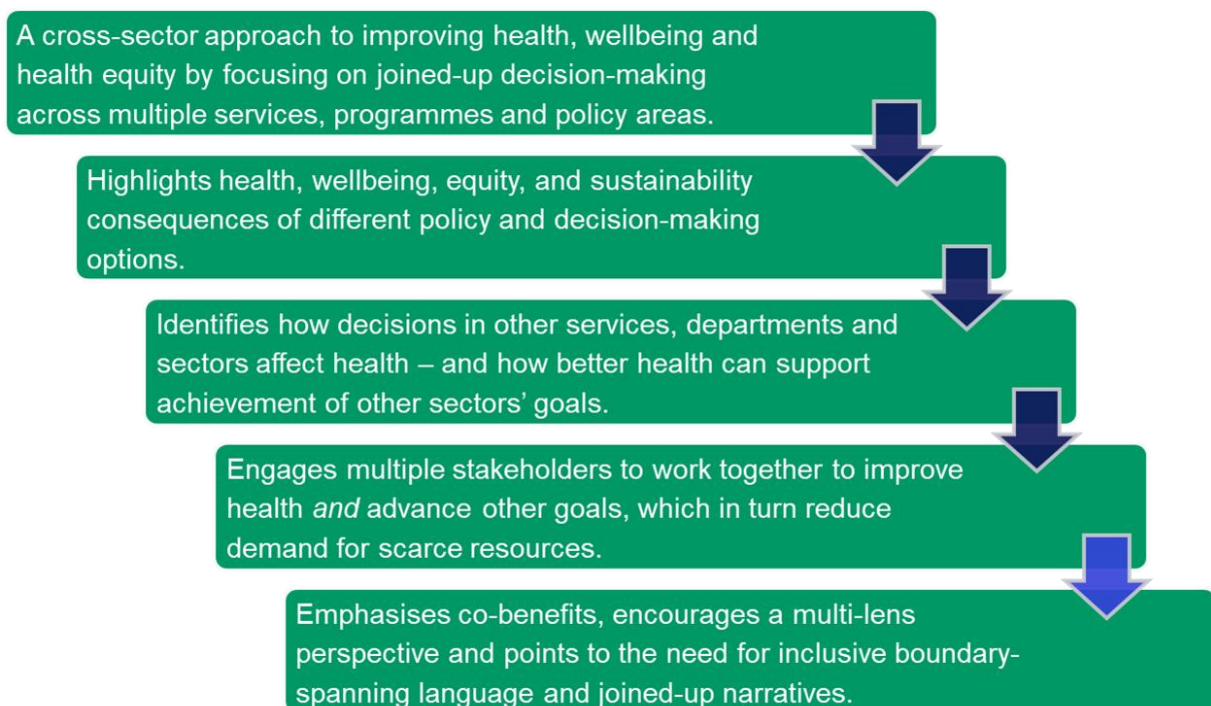 A cross-sector approach to improving health, wellbeing and
health equity by focusing on joined-up decision-making
across multiple services, programmes and policy areas.
Highlights health, wellbeing, equity, and sustainability
consequences of different policy and decision-making
options.
Identifies how decisions in other services, departments and
sectors affect health – and how better health can support
achievement of other sectors’ goals.
Engages multiple stakeholders to work together to improve
health and advance other goals, which in turn reduce
demand for scarce resources.
Emphasises co-benefits, encourages a multi-lens
perspective and points to the need for inclusive boundary-
spanning language and joined-up narratives.